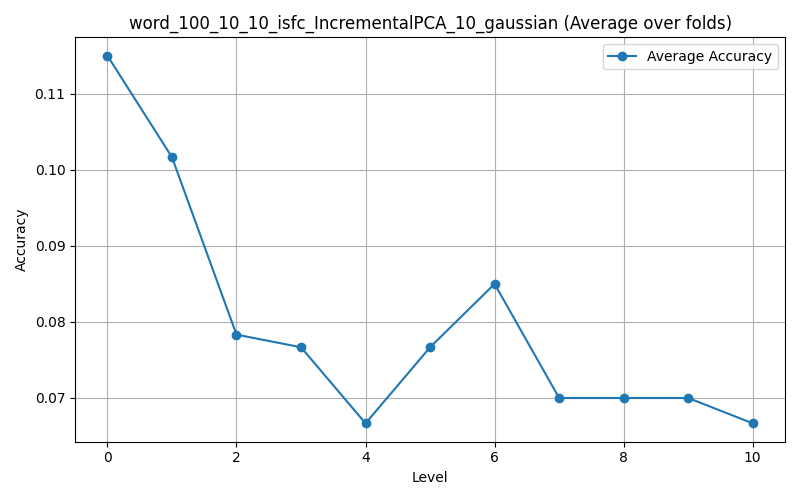 word_100_10_10_isfc_IncrementalPCA_10_gaussian (Average over folds)
Average Accuracy
0.11
0.10
0.09
0.08
0.07
Accuracy
0 2 4 6 8 10
Level